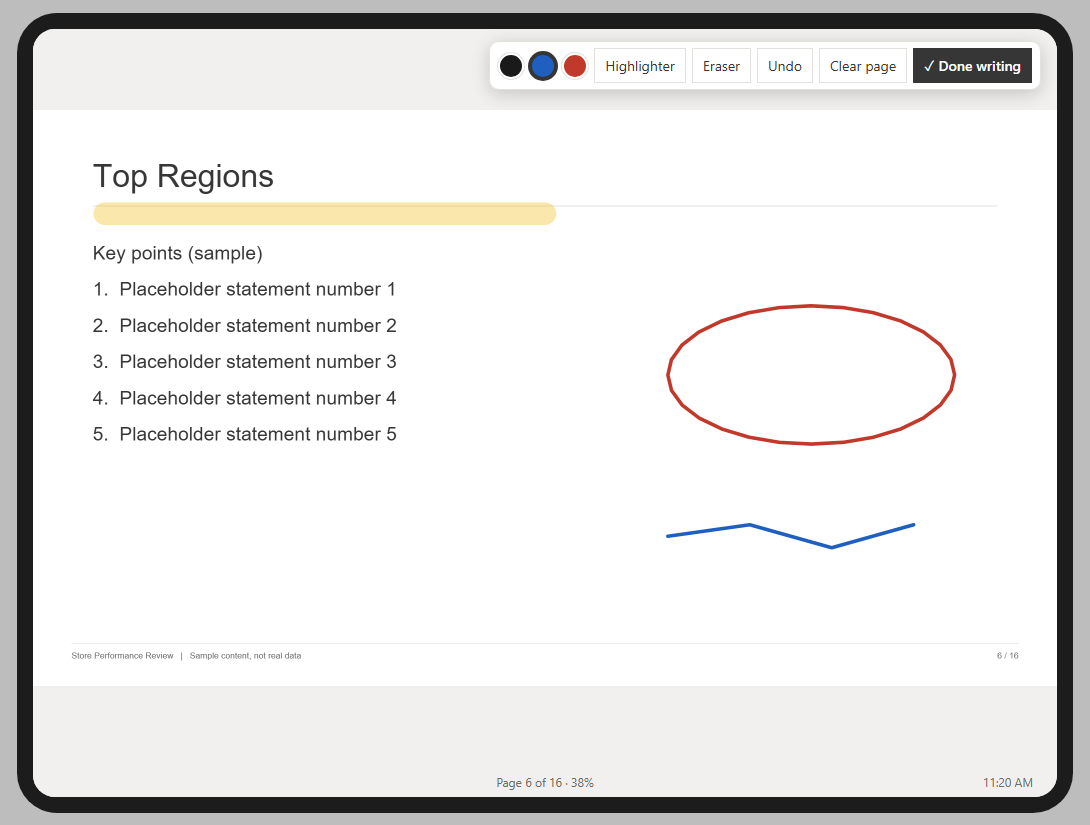 Highlighter Eraser Undo Clear page ✓ Done writing
Top Regions
Key points (sample)
1. Placeholder statement number 1
2. Placeholder statement number 2
3. Placeholder statement number 3
4. Placeholder statement number 4
5. Placeholder statement number 5
Store Performance Review | Sample content, not real data 6 / 16
Page 6 of 16 · 38% 11:20 AM